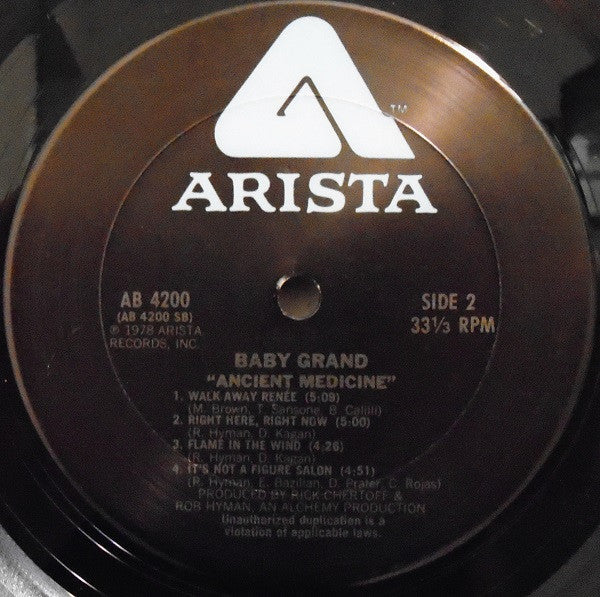 ™
ARISTA
AB 4200
(AB 4200 SB)
℗ 1978 ARISTA
RECORDS, INC.
SIDE 2
33⅓ RPM
BABY GRAND
"ANCIENT MEDICINE"
1. WALK AWAY RENÉE (5:09)
(M. Brown, T. Sansone, B. Calilli)
2. RIGHT HERE, RIGHT NOW (5:00)
(R. Hyman, D. Kagan)
3. FLAME IN THE WIND (4:26)
(R. Hyman, D. Kagan)
4. IT'S NOT A FIGURE SALON (4:51)
(R. Hyman, E. Bazilian, D. Prater, C. Rojas)
PRODUCED BY RICK CHERTOFF &
ROB HYMAN, AN ALCHEMY PRODUCTION
Unauthorized duplication is a
violation of applicable laws.